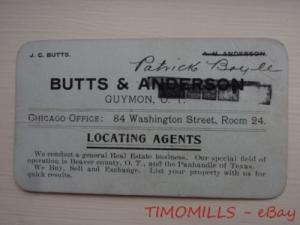 J. C. BUTTS. A. N. ANDERSON.
Patrick Boyle
BUTTS & ANDERSON
GUYMON, O. T.
CHICAGO OFFICE: 84 Washington Street, Room 24.
LOCATING AGENTS
We conduct a general Real Estate business. Our special field of
operation is Beaver county, O. T., and the Panhandle of Texas.
We Buy, Sell and Exchange. List your property with us for
quick results.
TIMOMILLS - eBay